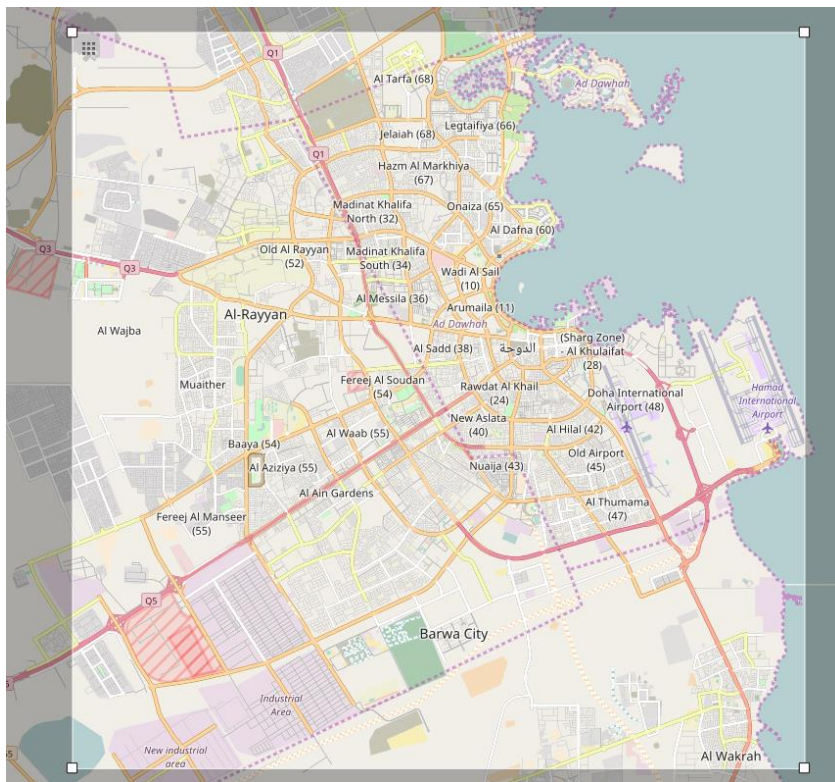 Q1
Al Tarfa (68)
Ad Dawhah
Jelaiah (68)
Legtaifiya (66)
Q1
Hazm Al Markhiya
(67)
Madinat Khalifa
North (32)
Onaiza (65)
Al Dafna (60)
Q3
Q3
Old Al Rayyan
(52)
Madinat Khalifa
South (34)
Wadi Al Sail
(10)
Al Messila (36)
Arumaila (11)
Al-Rayyan
Ad Dawhah
Al Wajba
Al Sadd (38)
الدوحة
(Sharg Zone)
- Al Khulaifat
(28)
Muaither
Fereej Al Soudan
(54)
Rawdat Al Khail
(24)
Doha International
Airport (48)
Hamad
International
Airport
New Aslata
(40)
Al Waab (55)
Al Hilal (42)
Baaya (54)
Al Aziziya (55)
Nuaija (43)
Old Airport
(45)
Al Ain Gardens
Al Thumama
(47)
Fereej Al Manseer
(55)
Q5
Barwa City
Industrial
Area
New industrial
area
Al Wakrah